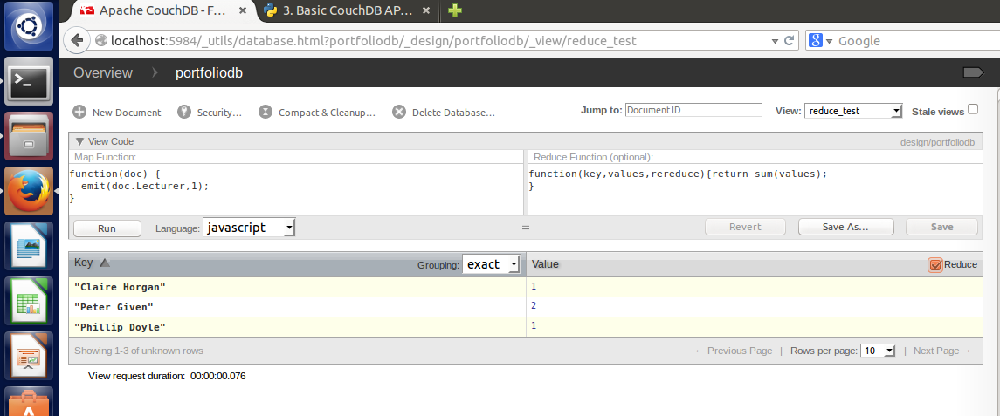 Apache CouchDB - F...
3. Basic CouchDB AP...
localhost:5984/_utils/database.html?portfoliodb/_design/portfoliodb/_view/reduce_test
Google
Overview portfoliodb
New Document Security... Compact & Cleanup... Delete Database... Jump to: Document ID View: reduce_test Stale views
View Code _design/portfoliodb
Map Function: Reduce Function (optional):
function(doc) { function(key,values,rereduce){return sum(values);
emit(doc.Lecturer,1); }
}
Run Language: javascript = Revert Save As... Save
Key Grouping: exact Value Reduce
"Claire Horgan" 1
"Peter Given" 2
"Phillip Doyle" 1
Showing 1-3 of unknown rows ← Previous Page | Rows per page: 10 | Next Page →
View request duration: 00:00:00.076